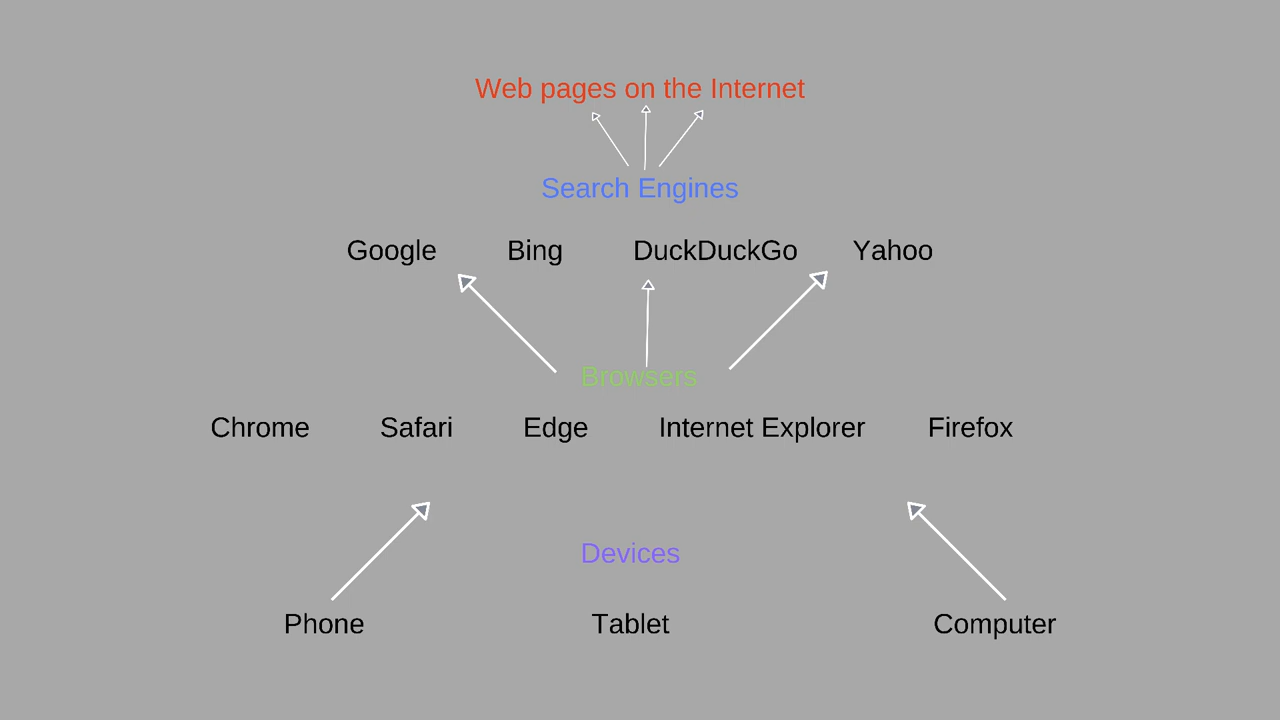 Web pages on the Internet
Search Engines
Google Bing DuckDuckGo Yahoo
Browsers
Chrome Safari Edge Internet Explorer Firefox
Devices
Phone Tablet Computer